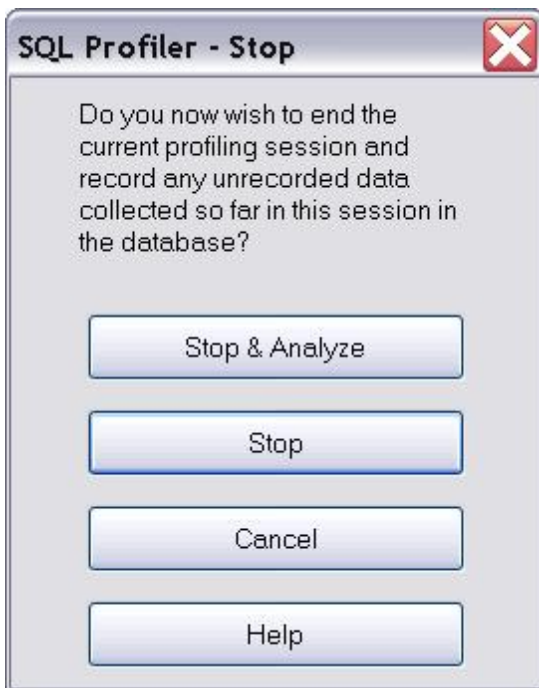 SQL Profiler - Stop
Do you now wish to end the
current profiling session and
record any unrecorded data
collected so far in this session in
the database?
Stop & Analyze
Stop
Cancel
Help